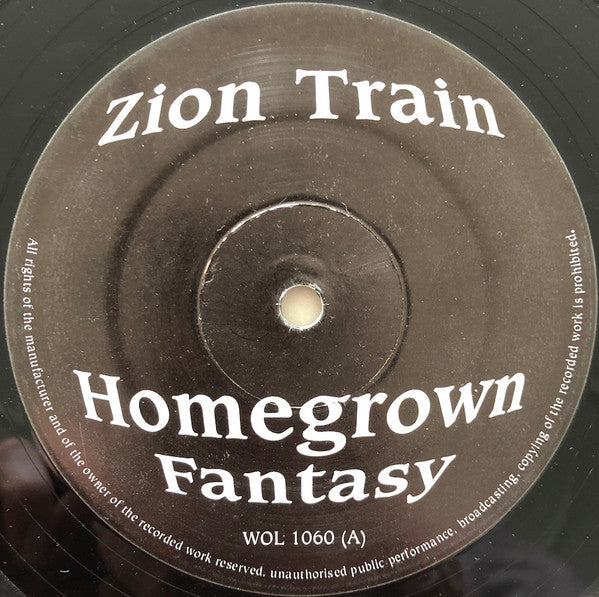 Zion Train
Homegrown
Fantasy
WOL 1060 (A)
All rights of the manufacturer and of the owner of the recorded work reserved. unauthorised public performance, broadcasting, copying of the recorded work is prohibited.